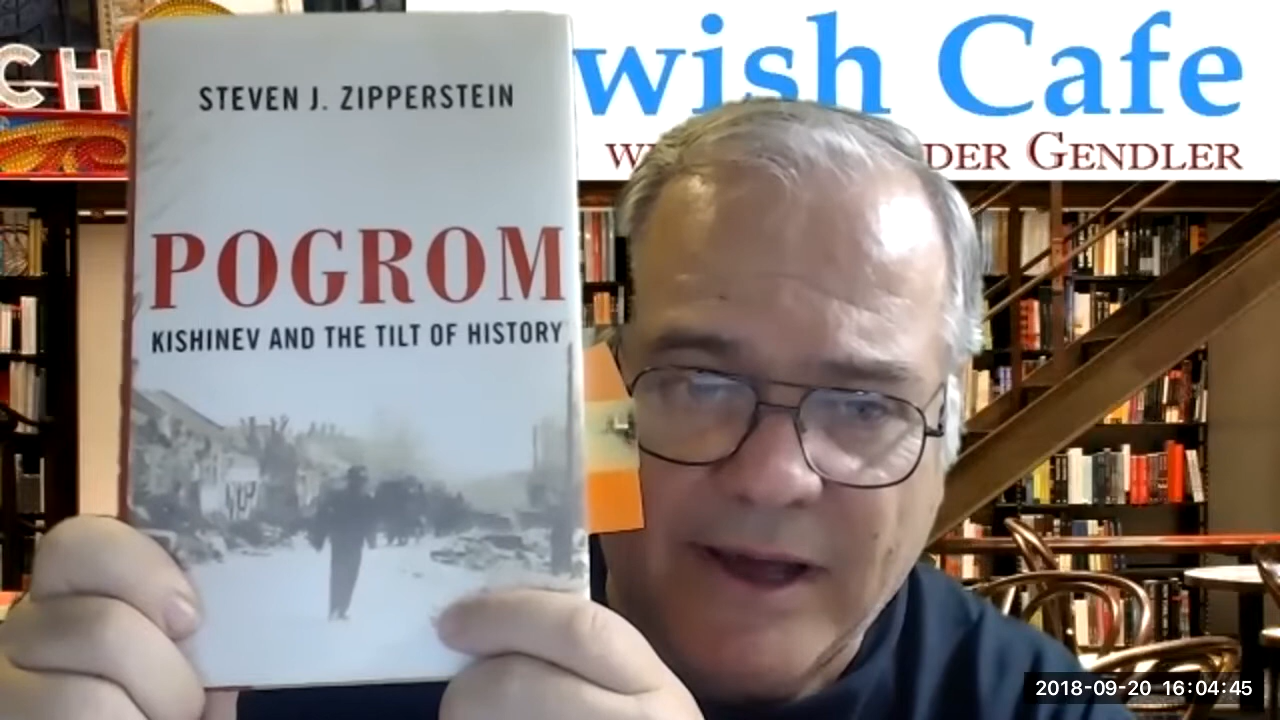 CH
wish Cafe
DER GENDLER
STEVEN J. ZIPPERSTEIN
POGROM
KISHINEV AND THE TILT OF HISTORY
2018-09-20 16:04:45